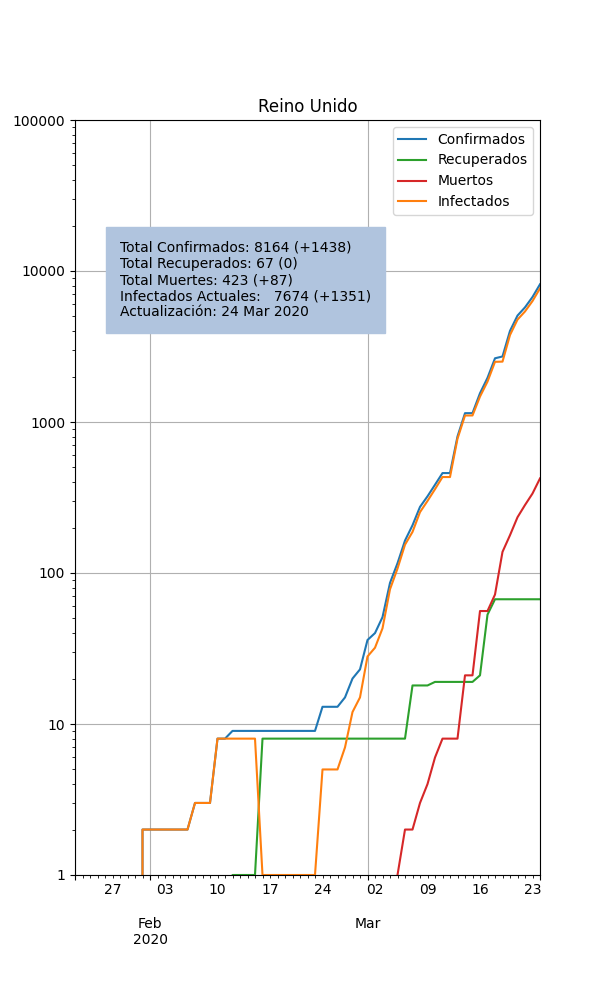 Reino Unido
100000
10000
1000
100
10
1
Confirmados
Recuperados
Muertos
Infectados
Total Confirmados: 8164 (+1438)
Total Recuperados: 67 (0)
Total Muertes: 423 (+87)
Infectados Actuales: 7674 (+1351)
Actualización: 24 Mar 2020
27 03 10 17 24 02 09 16 23
Feb Mar
2020